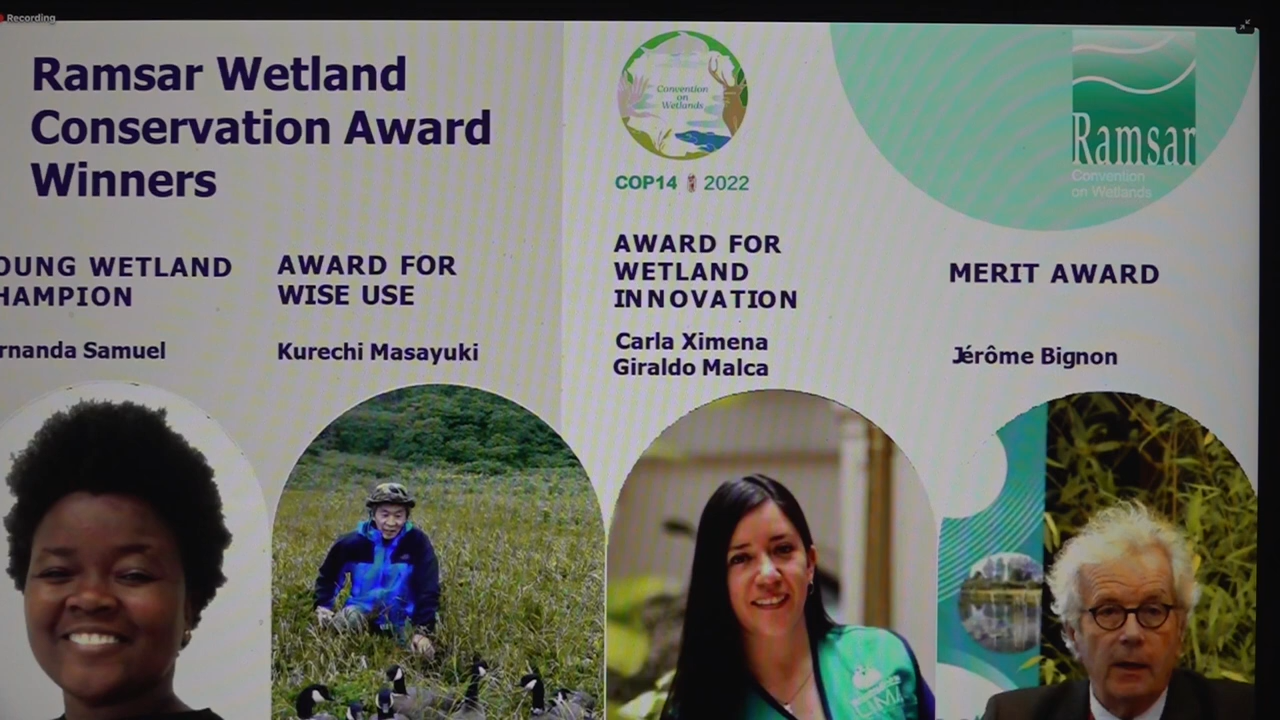 Recording
Ramsar Wetland
Conservation Award
Winners
Convention
on
Wetlands
COP14 2022
Ramsar
Convention
on Wetlands
OUNG WETLAND
HAMPION
rnanda Samuel
AWARD FOR
WISE USE
Kurechi Masayuki
AWARD FOR
WETLAND
INNOVATION
Carla Ximena
Giraldo Malca
MERIT AWARD
Jérôme Bignon